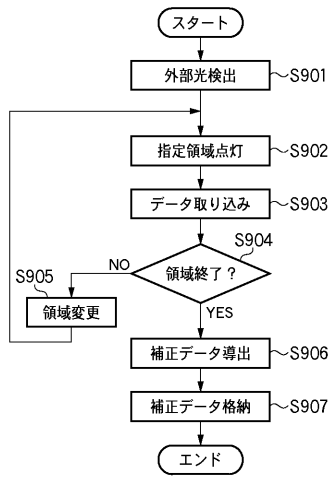 スタート
外部光検出 S901
指定領域点灯 S902
データ取り込み S903
S904
領域終了？
NO
S905
領域変更
YES
補正データ導出 S906
補正データ格納 S907
エンド